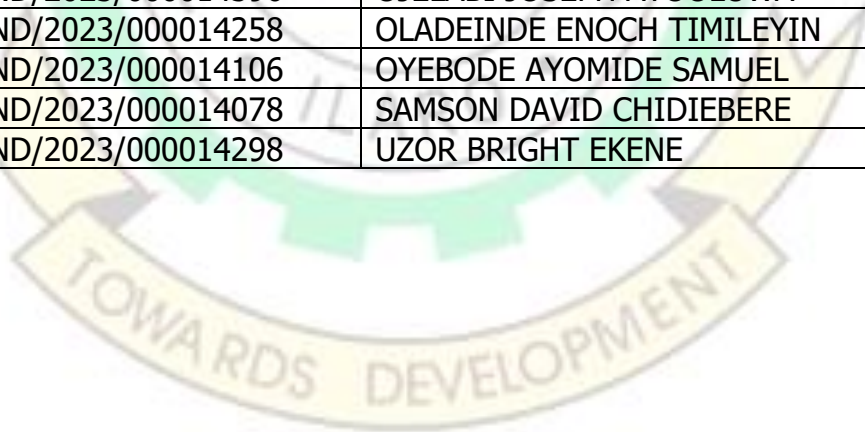 ND/2023/000014258 OLADEINDE ENOCH TIMILEYIN
ND/2023/000014106 OYEBODE AYOMIDE SAMUEL
ND/2023/000014078 SAMSON DAVID CHIDIEBERE
ND/2023/000014298 UZOR BRIGHT EKENE
ILARO
TOWARDS DEVELOPMENT